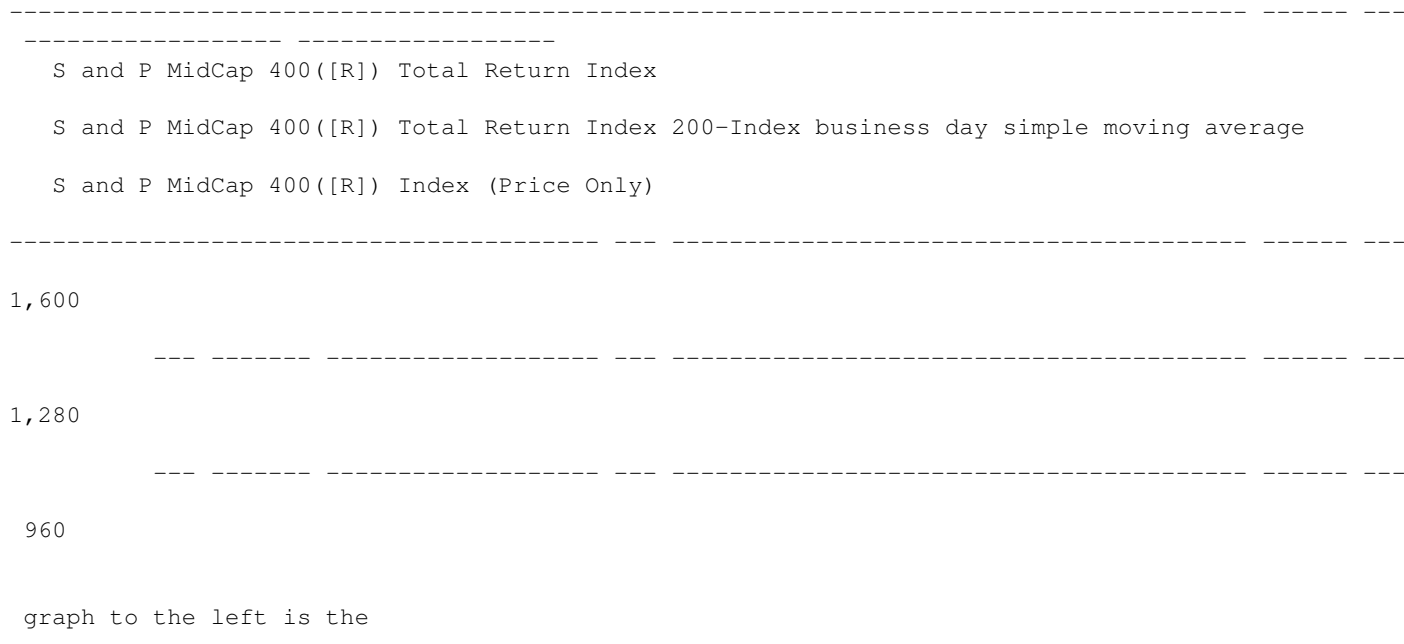 -------------------------------------------------------------------------------------- ------ ---
------------------ ------------------
S and P MidCap 400([R]) Total Return Index
S and P MidCap 400([R]) Total Return Index 200-Index business day simple moving average
S and P MidCap 400([R]) Index (Price Only)
----------------------------------------- --- ---------------------------------------- ------ ---
1,600
--- ------- ------------------- --- ---------------------------------------- ------ ---
1,280
--- ------- ------------------- --- ---------------------------------------- ------ ---
960
graph to the left is the